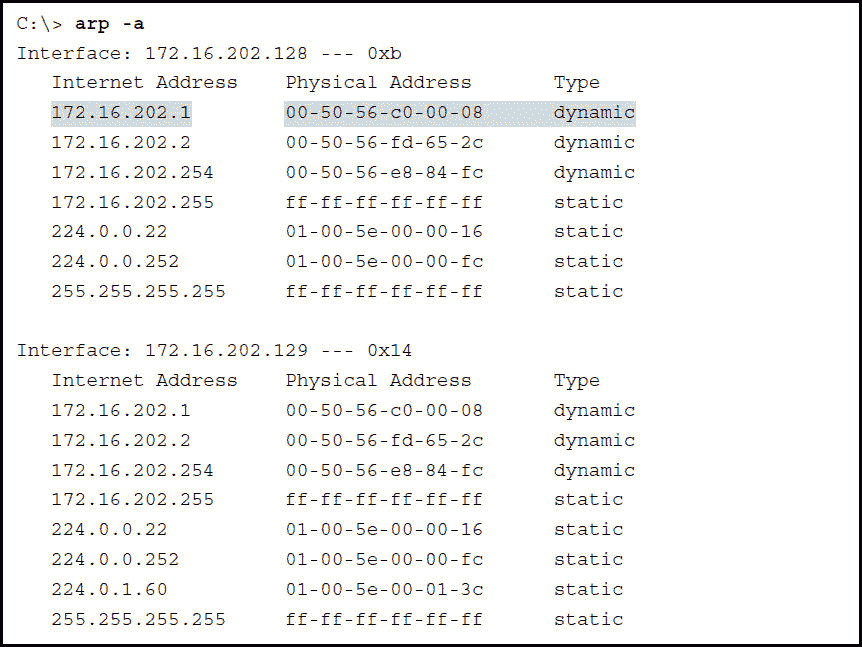 C:\> arp -a
Interface: 172.16.202.128 --- 0xb
Internet Address Physical Address Type
172.16.202.1 00-50-56-c0-00-08 dynamic
172.16.202.2 00-50-56-fd-65-2c dynamic
172.16.202.254 00-50-56-e8-84-fc dynamic
172.16.202.255 ff-ff-ff-ff-ff-ff static
224.0.0.22 01-00-5e-00-00-16 static
224.0.0.252 01-00-5e-00-00-fc static
255.255.255.255 ff-ff-ff-ff-ff-ff static
Interface: 172.16.202.129 --- 0x14
Internet Address Physical Address Type
172.16.202.1 00-50-56-c0-00-08 dynamic
172.16.202.2 00-50-56-fd-65-2c dynamic
172.16.202.254 00-50-56-e8-84-fc dynamic
172.16.202.255 ff-ff-ff-ff-ff-ff static
224.0.0.22 01-00-5e-00-00-16 static
224.0.0.252 01-00-5e-00-00-fc static
224.0.1.60 01-00-5e-00-01-3c static
255.255.255.255 ff-ff-ff-ff-ff-ff static